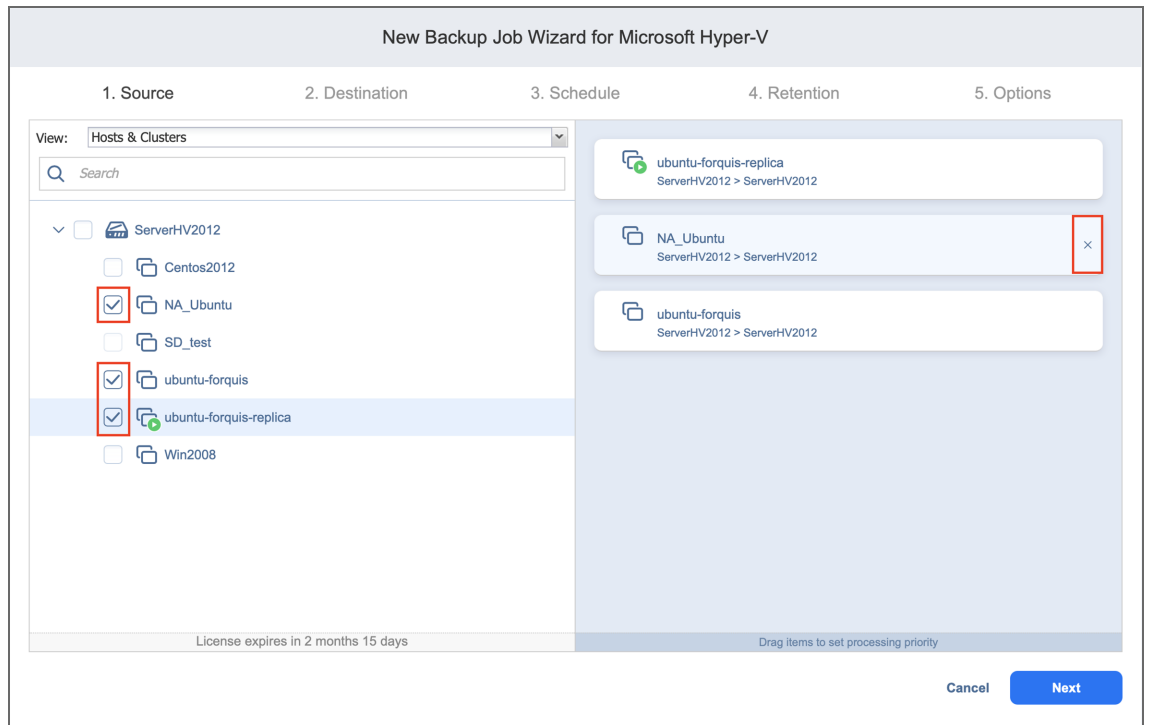 New Backup Job Wizard for Microsoft Hyper-V
1. Source
2. Destination
3. Schedule
4. Retention
5. Options
View:
Hosts & Clusters
Search
ServerHV2012
Centos2012
NA_Ubuntu
SD_test
ubuntu-forquis
ubuntu-forquis-replica
Win2008
License expires in 2 months 15 days
ubuntu-forquis-replica
ServerHV2012 > ServerHV2012
NA_Ubuntu
ServerHV2012 > ServerHV2012
ubuntu-forquis
ServerHV2012 > ServerHV2012
Drag items to set processing priority
Cancel
Next